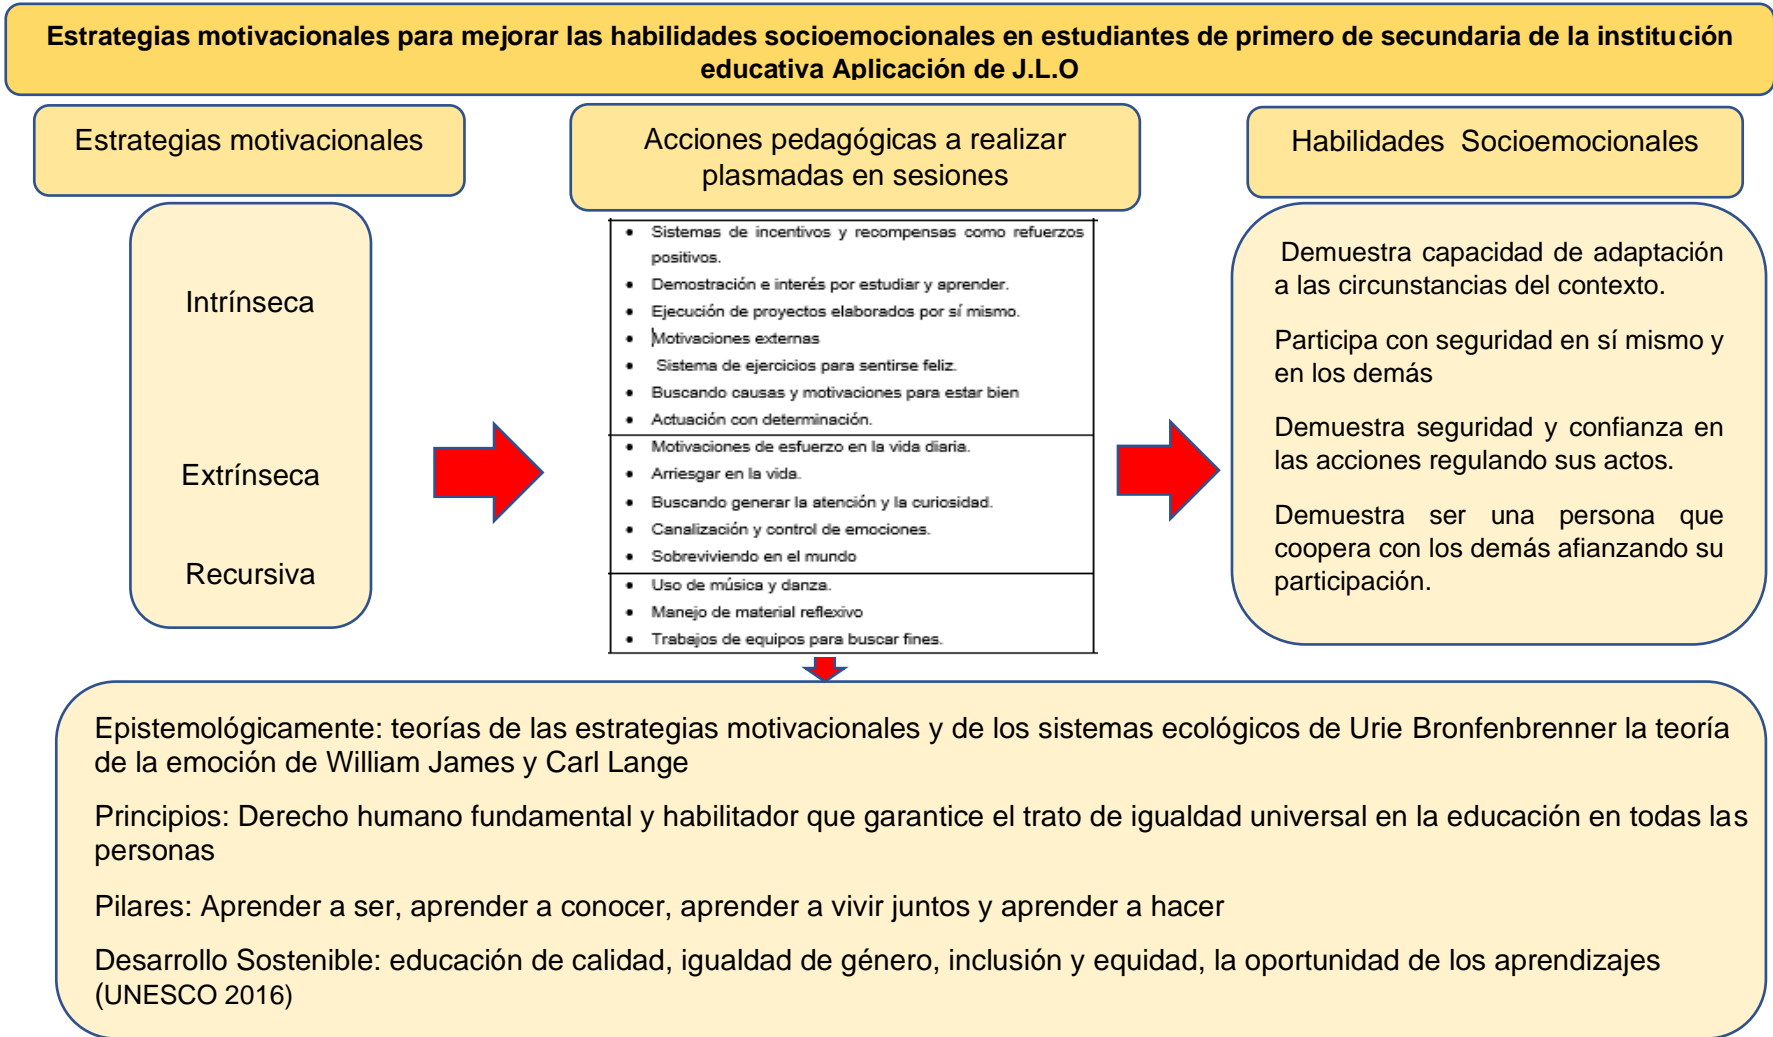 Estrategias motivacionales para mejorar las habilidades socioemocionales en estudiantes de primero de secundaria de la institución
educativa Aplicación de J.L.O
Estrategias motivacionales
Intrínseca
Extrínseca
Recursiva
Acciones pedagógicas a realizar
plasmadas en sesiones
• Sistemas de incentivos y recompensas como refuerzos
positivos.
• Demostración e interés por estudiar y aprender.
• Ejecución de proyectos elaborados por sí mismo.
• Motivaciones externas
• Sistema de ejercicios para sentirse feliz.
• Buscando causas y motivaciones para estar bien
• Actuación con determinación.
• Motivaciones de esfuerzo en la vida diaria.
• Arriesgar en la vida.
• Buscando generar la atención y la curiosidad.
• Canalización y control de emociones.
• Sobreviviendo en el mundo
• Uso de música y danza.
• Manejo de material reflexivo
• Trabajos de equipos para buscar fines.
Habilidades Socioemocionales
Demuestra capacidad de adaptación
a las circunstancias del contexto.
Participa con seguridad en sí mismo y
en los demás
Demuestra seguridad y confianza en
las acciones regulando sus actos.
Demuestra ser una persona que
coopera con los demás afianzando su
participación.
Epistemológicamente: teorías de las estrategias motivacionales y de los sistemas ecológicos de Urie Bronfenbrenner la teoría
de la emoción de William James y Carl Lange
Principios: Derecho humano fundamental y habilitador que garantice el trato de igualdad universal en la educación en todas las
personas
Pilares: Aprender a ser, aprender a conocer, aprender a vivir juntos y aprender a hacer
Desarrollo Sostenible: educación de calidad, igualdad de género, inclusión y equidad, la oportunidad de los aprendizajes
(UNESCO 2016)